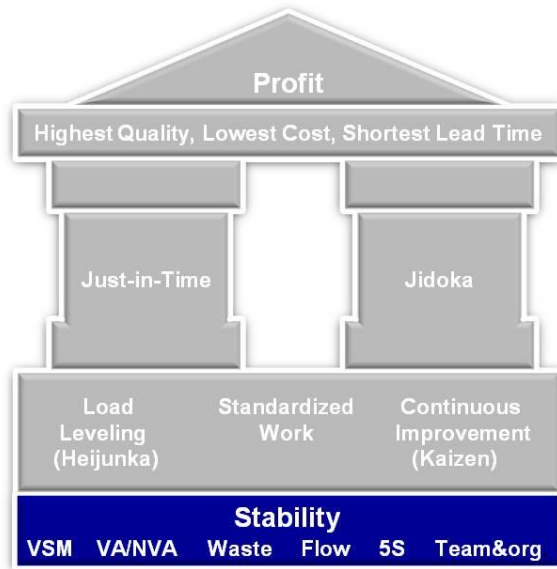 Profit
Highest Quality, Lowest Cost, Shortest Lead Time
Just-in-Time
Jidoka
Load
Leveling
(Heijunka)
Standardized
Work
Continuous
Improvement
(Kaizen)
Stability
VSM VA/NVA Waste Flow 5S Team&org